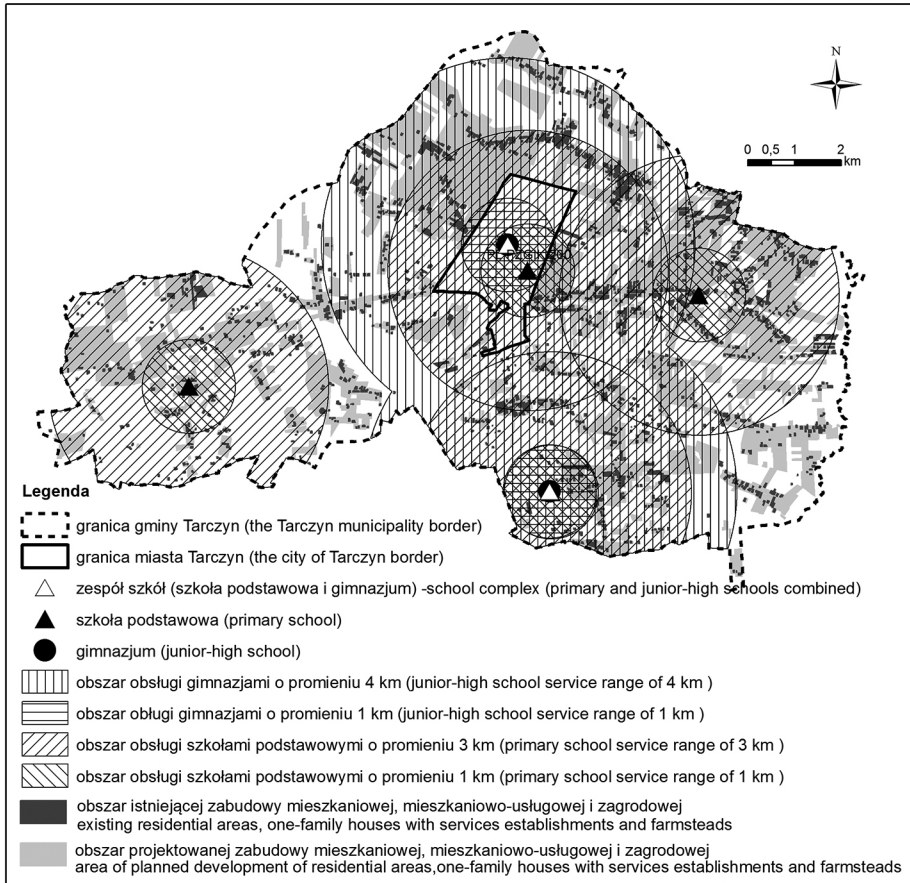 N
0 0,5 1 2
km
Legenda
granica gminy Tarczyn (the Tarczyn municipality border)
granica miasta Tarczyn (the city of Tarczyn border)
zespół szkół (szkoła podstawowa i gimnazjum) -school complex (primary and junior-high schools combined)
szkoła podstawowa (primary school)
gimnazjum (junior-high school)
obszar obsługi gimnazjami o promieniu 4 km (junior-high school service range of 4 km )
obszar obługi gimnazjami o promieniu 1 km (junior-high school service range of 1 km )
obszar obsługi szkołami podstawowymi o promieniu 3 km (primary school service range of 3 km )
obszar obsługi szkołami podstawowymi o promieniu 1 km (primary school service range of 1 km )
obszar istniejącej zabudowy mieszkaniowej, mieszkaniowo-usługowej i zagrodowej
existing residential areas, one-family houses with services establishments and farmsteads
obszar projektowanej zabudowy mieszkaniowej, mieszkaniowo-usługowej i zagrodowej
area of planned development of residential areas,one-family houses with services establishments and farmsteads